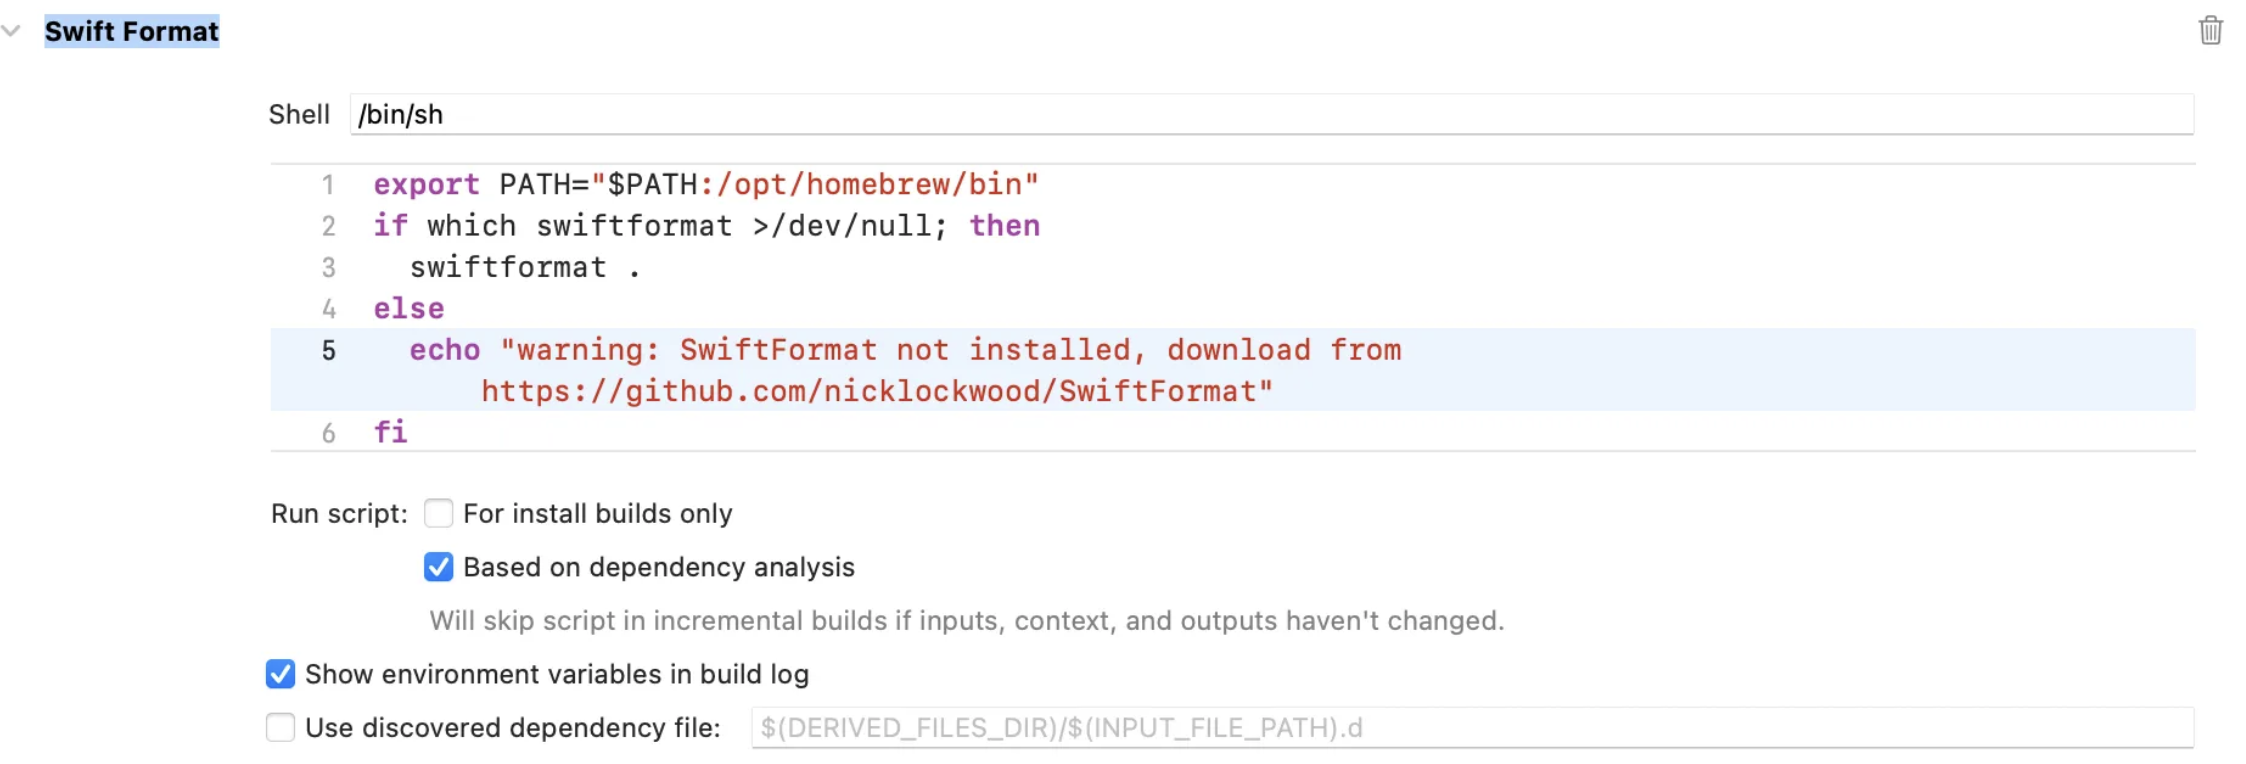 Swift Format
Shell /bin/sh
1 export PATH="$PATH:/opt/homebrew/bin"
2 if which swiftformat >/dev/null; then
3 swiftformat .
4 else
5 echo "warning: SwiftFormat not installed, download from
https://github.com/nicklockwood/SwiftFormat"
6 fi
Run script: For install builds only
Based on dependency analysis
Will skip script in incremental builds if inputs, context, and outputs haven't changed.
Show environment variables in build log
Use discovered dependency file: $(DERIVED_FILES_DIR)/$(INPUT_FILE_PATH).d